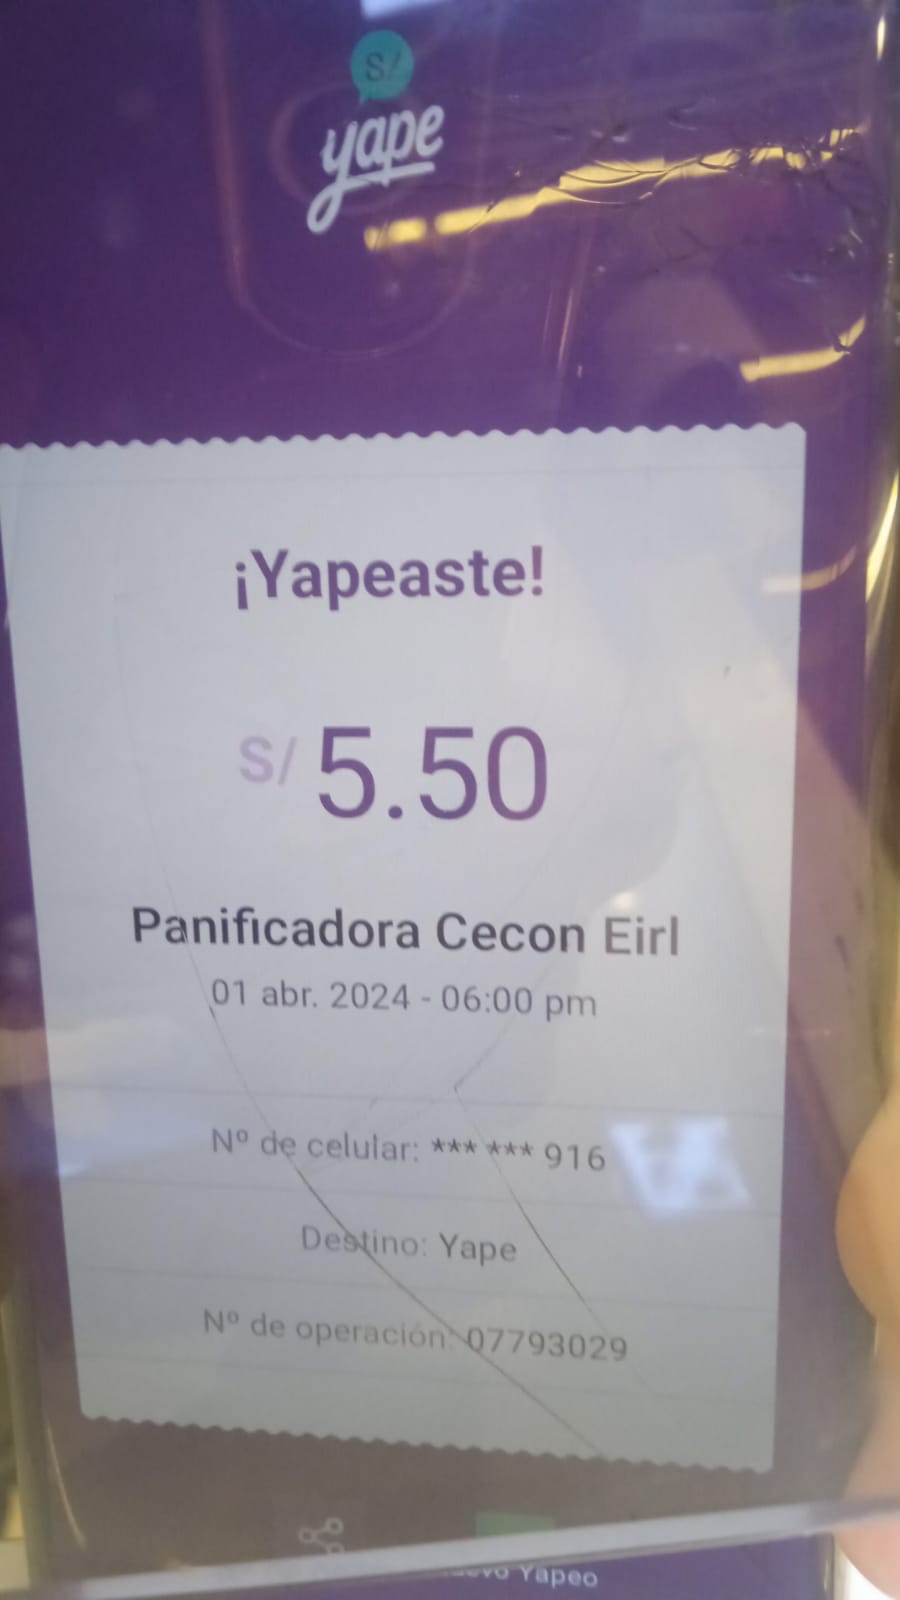 S/
yape
¡Yapeaste!
S/ 5.50
Panificadora Cecon Eirl
01 abr. 2024 - 06:00 pm
Nº de celular: *** *** 916
Destino: Yape
Nº de operación: 07793029
Yapeo